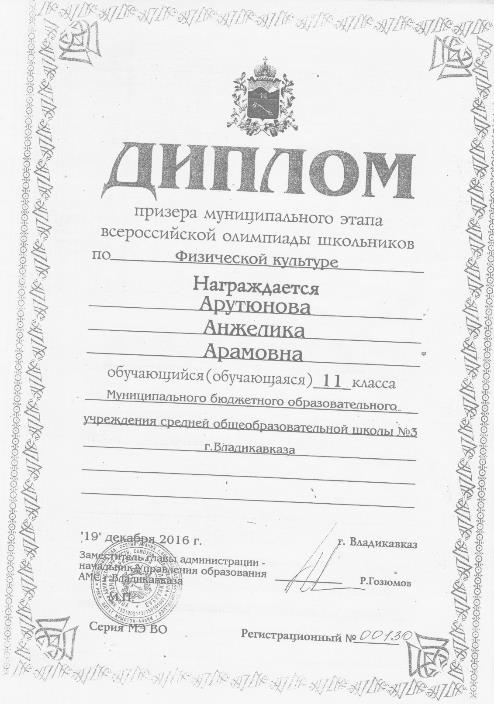 ДИПЛОМ
призера муниципального этапа
всероссийской олимпиады школьников
по Физической культуре
Награждается
Арутюнова
Анжелика
Арамовна
обучающийся (обучающаяся) 11 класса
Муниципального бюджетного образовательного
учреждения средней общеобразовательной школы №3
г.Владикавказа
'19' декабря 2016 г.
г. Владикавказ
Заместитель главы администрации -
начальник Управления образования
АМС г.Владикавказа
Р.Гозюмов
М.П.
Серия МЭ ВО
Регистрационный № 00130